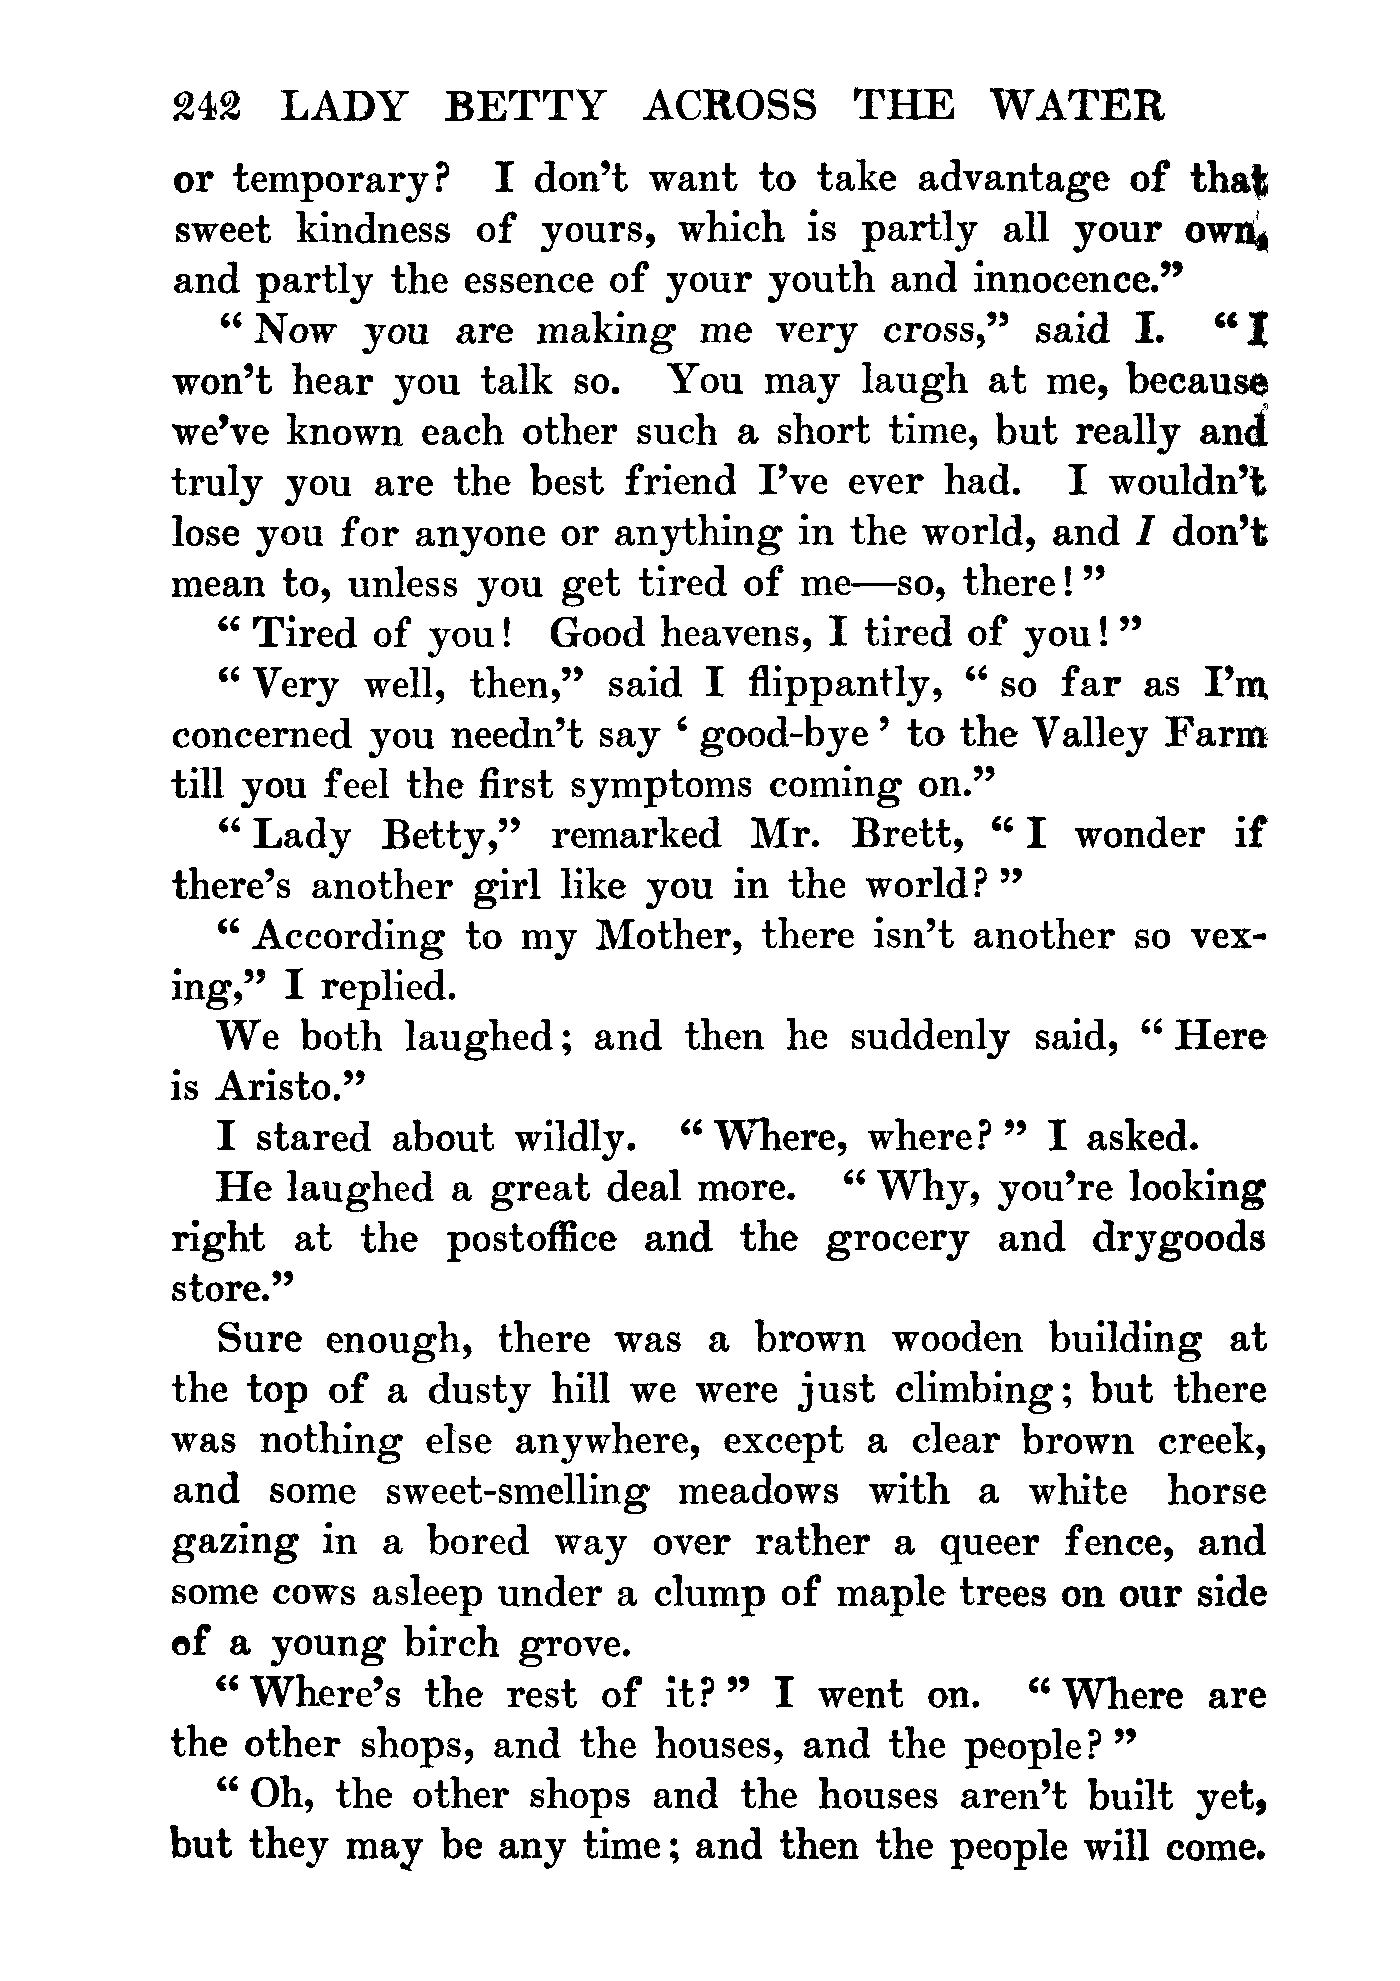 242 LADY BETTY ACROSS THE WATER
or temporary? I don't want to take advantage of that
sweet kindness of yours, which is partly all your own,
and partly the essence of your youth and innocence."
"Now you are making me very cross," said I. "I
won't hear you talk so. You may laugh at me, because
we've known each other such a short time, but really and
truly you are the best friend I've ever had. I wouldn't
lose you for anyone or anything in the world, and I don't
mean to, unless you get tired of me—so, there!"
"Tired of you! Good heavens, I tired of you!"
"Very well, then," said I flippantly, "so far as I'm
concerned you needn't say 'good-bye' to the Valley Farm
till you feel the first symptoms coming on."
"Lady Betty," remarked Mr. Brett, "I wonder if
there's another girl like you in the world?"
"According to my Mother, there isn't another so vex-
ing," I replied.
We both laughed; and then he suddenly said, "Here
is Aristo."
I stared about wildly. "Where, where?" I asked.
He laughed a great deal more. "Why, you're looking
right at the postoffice and the grocery and drygoods
store."
Sure enough, there was a brown wooden building at
the top of a dusty hill we were just climbing; but there
was nothing else anywhere, except a clear brown creek,
and some sweet-smelling meadows with a white horse
gazing in a bored way over rather a queer fence, and
some cows asleep under a clump of maple trees on our side
of a young birch grove.
"Where's the rest of it?" I went on. "Where are
the other shops, and the houses, and the people?"
"Oh, the other shops and the houses aren't built yet,
but they may be any time; and then the people will come.